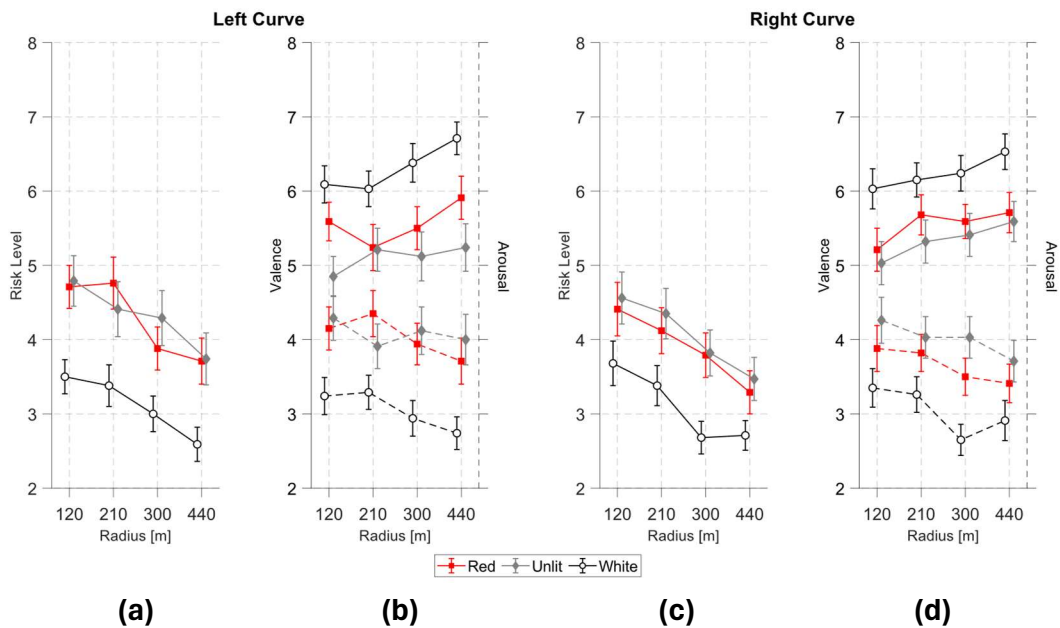 Left Curve
Right Curve
8
7
6
5
4
3
2
Risk Level
120 210 300 440
Radius [m]
8
7
6
5
4
3
2
Valence
Arousal
120 210 300 440
Radius [m]
8
7
6
5
4
3
2
Risk Level
120 210 300 440
Radius [m]
8
7
6
5
4
3
2
Valence
Arousal
120 210 300 440
Radius [m]
Red Unlit White
(a) (b) (c) (d)